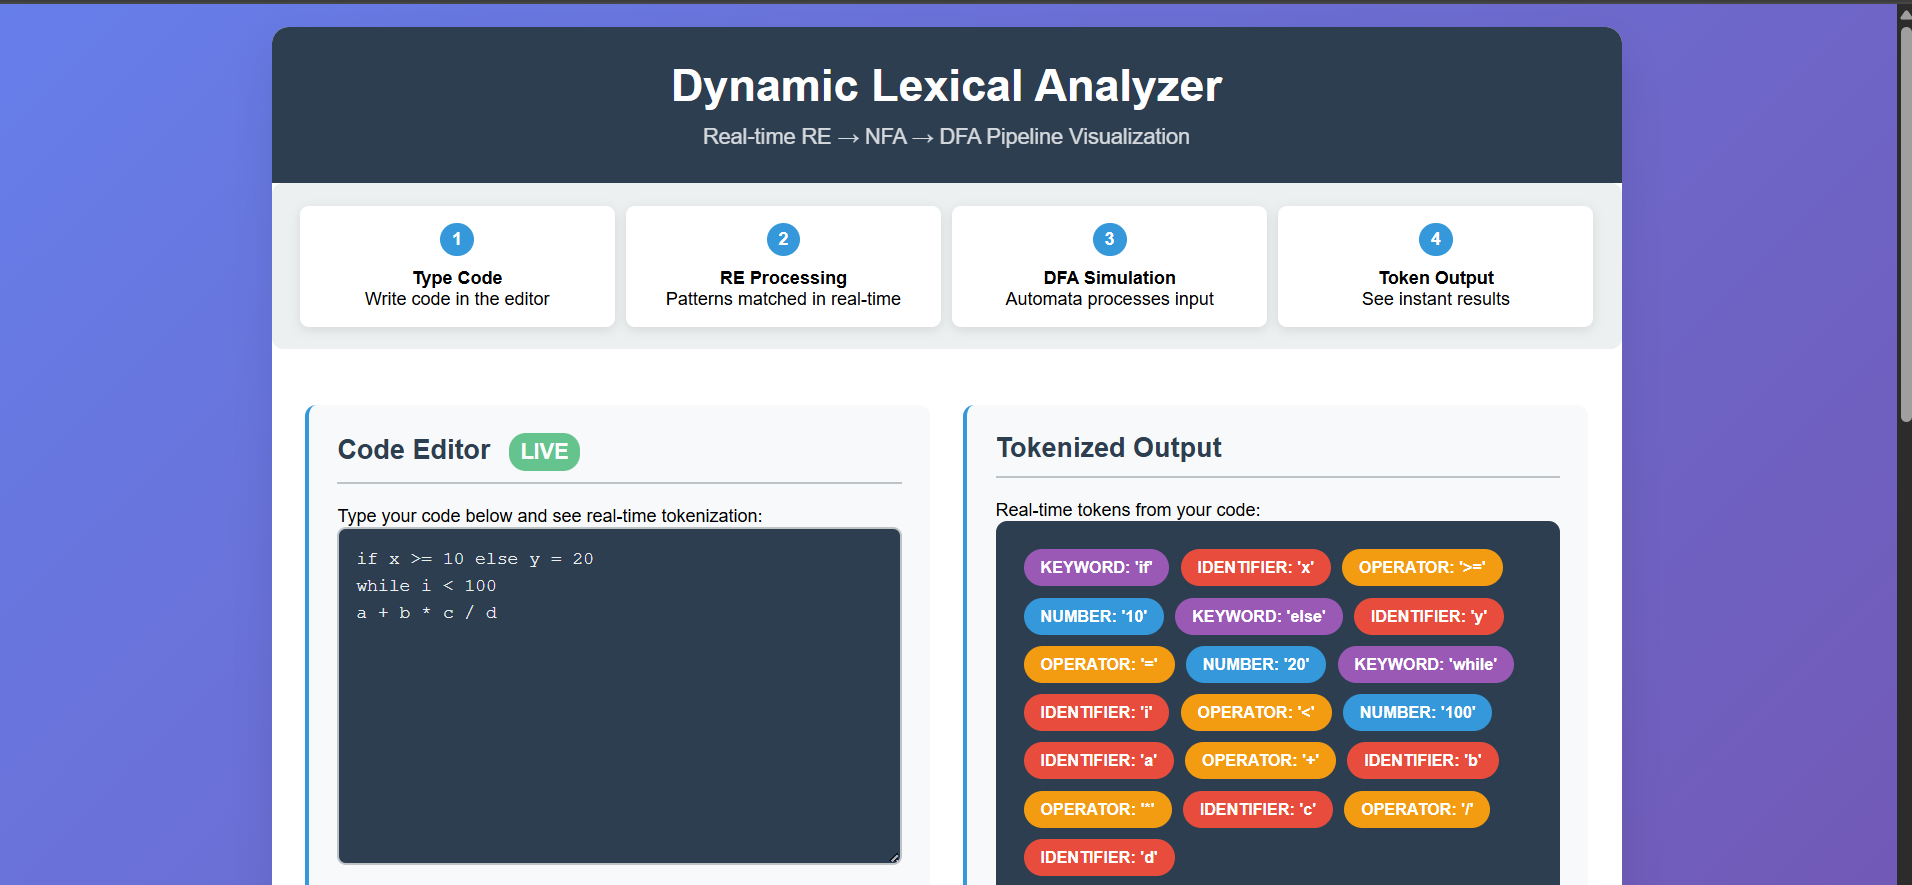 Dynamic Lexical Analyzer
Real-time RE → NFA → DFA Pipeline Visualization
1
Type Code
Write code in the editor
2
RE Processing
Patterns matched in real-time
3
DFA Simulation
Automata processes input
4
Token Output
See instant results
Code Editor LIVE
Type your code below and see real-time tokenization:
if x >= 10 else y = 20
while i < 100
a + b * c / d
Tokenized Output
Real-time tokens from your code:
KEYWORD: 'if' IDENTIFIER: 'x' OPERATOR: '>='
NUMBER: '10' KEYWORD: 'else' IDENTIFIER: 'y'
OPERATOR: '=' NUMBER: '20' KEYWORD: 'while'
IDENTIFIER: 'i' OPERATOR: '<' NUMBER: '100'
IDENTIFIER: 'a' OPERATOR: '+' IDENTIFIER: 'b'
OPERATOR: '*' IDENTIFIER: 'c' OPERATOR: '/'
IDENTIFIER: 'd'